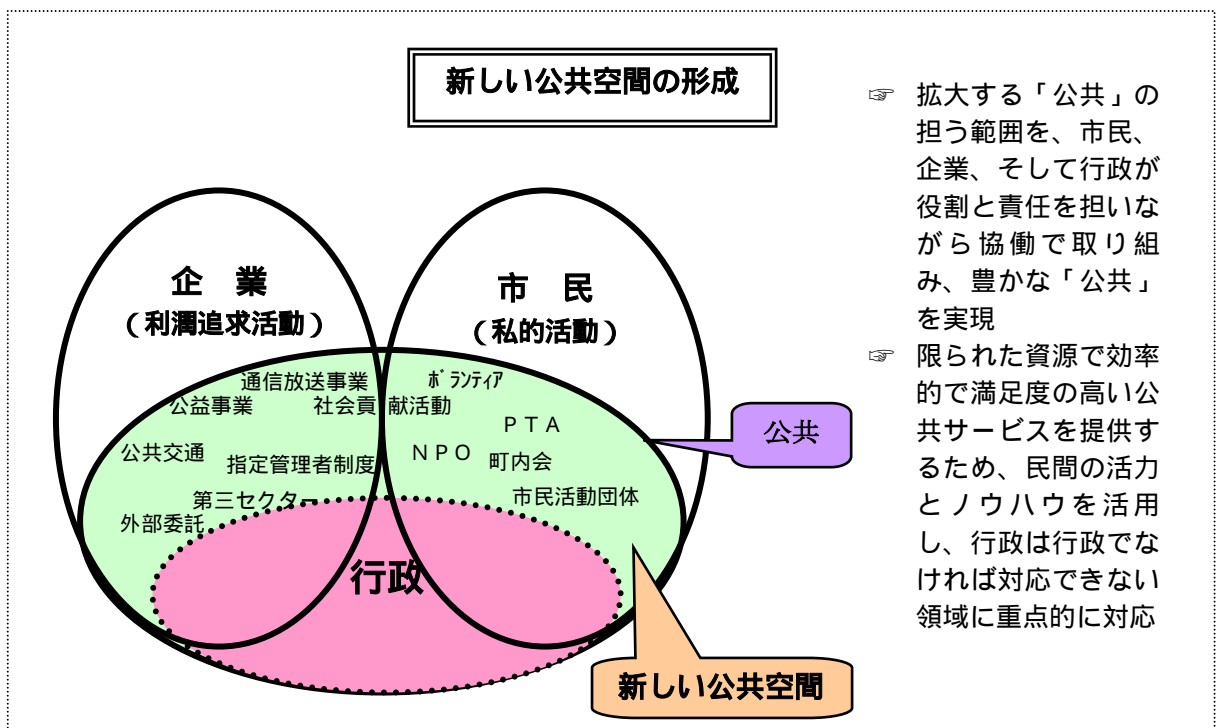 新しい公共空間の形成
企　業
（利潤追求活動）
市　民
（私的活動）
通信放送事業
ﾎﾞﾗﾝﾃｨｱ
公益事業
社会貢献活動
ＰＴＡ
公共交通
指定管理者制度
ＮＰＯ
町内会
第三セクター
市民活動団体
外部委託
行政
公共
新しい公共空間
☞ 拡大する「公共」の
担う範囲を、市民、
企業、そして行政が
役割と責任を担いな
がら協働で取り組
み、豊かな「公共」
を実現
☞ 限られた資源で効率
的で満足度の高い公
共サービスを提供す
るため、民間の活力
とノウハウを活用
し、行政は行政でな
ければ対応できない
領域に重点的に対応